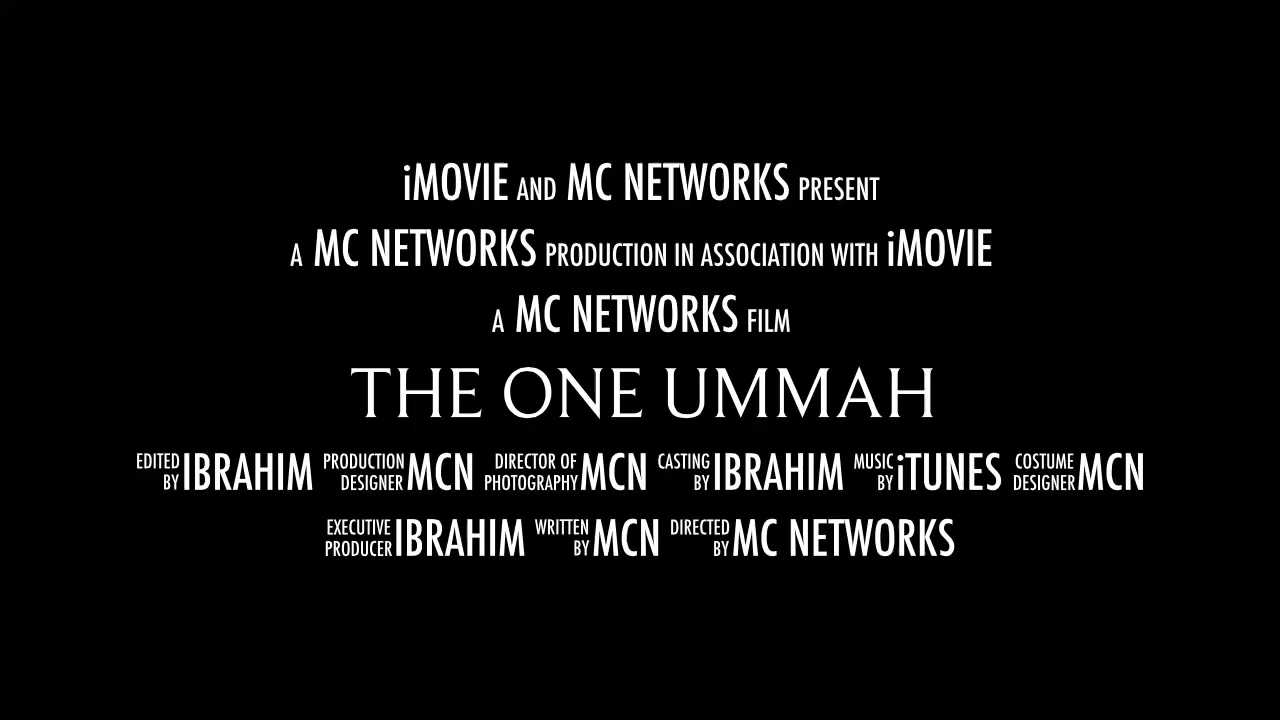 iMOVIE AND MC NETWORKS PRESENT
A MC NETWORKS PRODUCTION IN ASSOCIATION WITH iMOVIE
A MC NETWORKS FILM
THE ONE UMMAH
EDITED BY IBRAHIM PRODUCTION DESIGNER MCN DIRECTOR OF PHOTOGRAPHY MCN CASTING BY IBRAHIM MUSIC BY iTUNES COSTUME DESIGNER MCN
EXECUTIVE PRODUCER IBRAHIM WRITTEN BY MCN DIRECTED BY MC NETWORKS